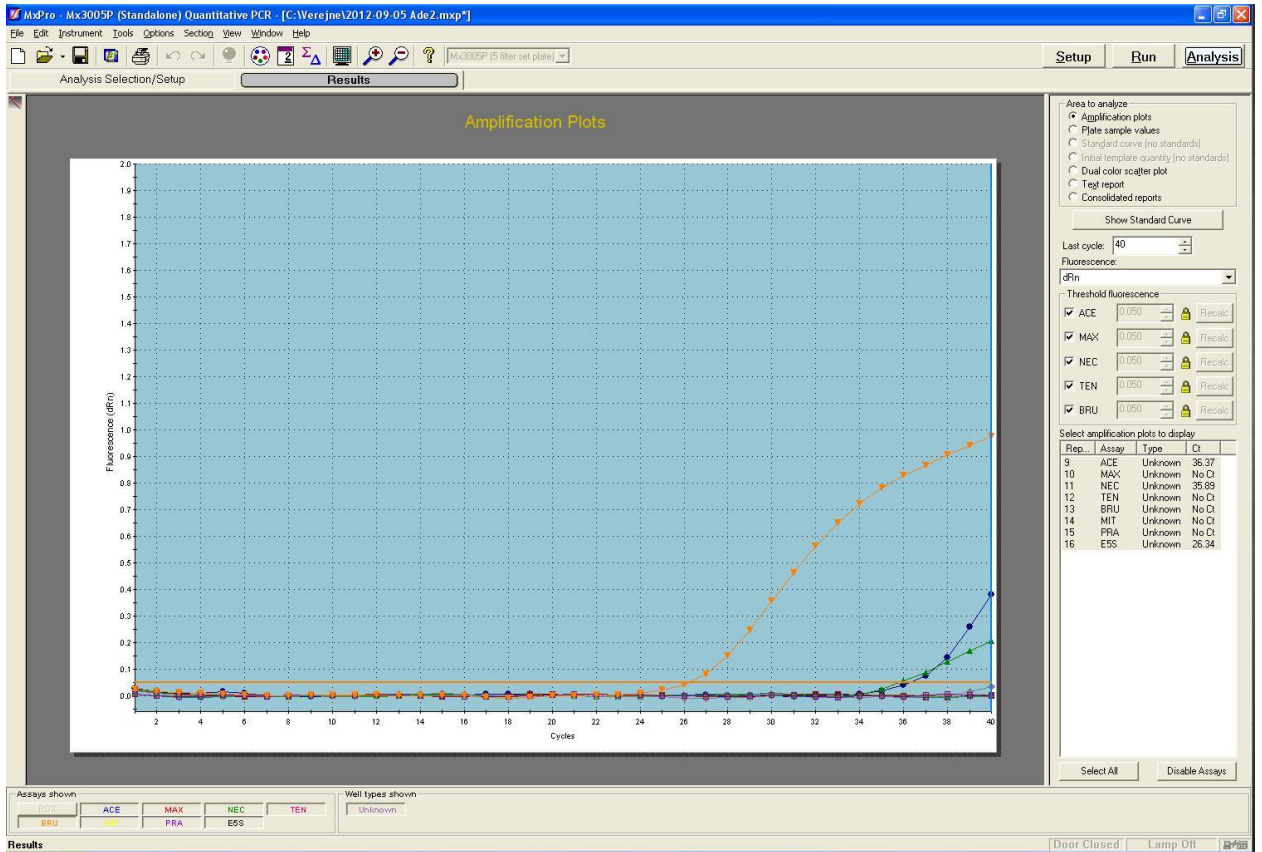 MxPro - Mx3005P (Standalone) Quantitative PCR - [C:\Verejne\2012-09-05 Ade2.mxp*]
File Edit Instrument Tools Options Section View Window Help
Mx3005P (5 filter set plate)
Setup Run Analysis
Analysis Selection/Setup Results
Amplification Plots
2.0
1.9
1.8
1.7
1.6
1.5
1.4
1.3
1.2
1.1
1.0
0.9
0.8
0.7
0.6
0.5
0.4
0.3
0.2
0.1
0.0
Fluorescence (dRn)
2 4 6 8 10 12 14 16 18 20 22 24 26 28 30 32 34 36 38 40
Cycles
Area to analyze
Amplification plots
Plate sample values
Standard curve (no standards)
Initial template quantity (no standards)
Dual color scatter plot
Text report
Consolidated reports
Show Standard Curve
Last cycle: 40
Fluorescence:
dRn
Threshold fluorescence
ACE 0.050 Recalc
MAX 0.050 Recalc
NEC 0.050 Recalc
TEN 0.050 Recalc
BRU 0.050 Recalc
Select amplification plots to display
Rep... Assay Type Ct
9 ACE Unknown 36.37
10 MAX Unknown No Ct
11 NEC Unknown 35.89
12 TEN Unknown No Ct
13 BRU Unknown No Ct
14 MIT Unknown No Ct
15 PRA Unknown No Ct
16 E5S Unknown 26.34
Select All Disable Assays
Assays shown
ROX ACE MAX NEC TEN
BRU MIT PRA E5S
Well types shown
Unknown
Results
Door Closed Lamp Off